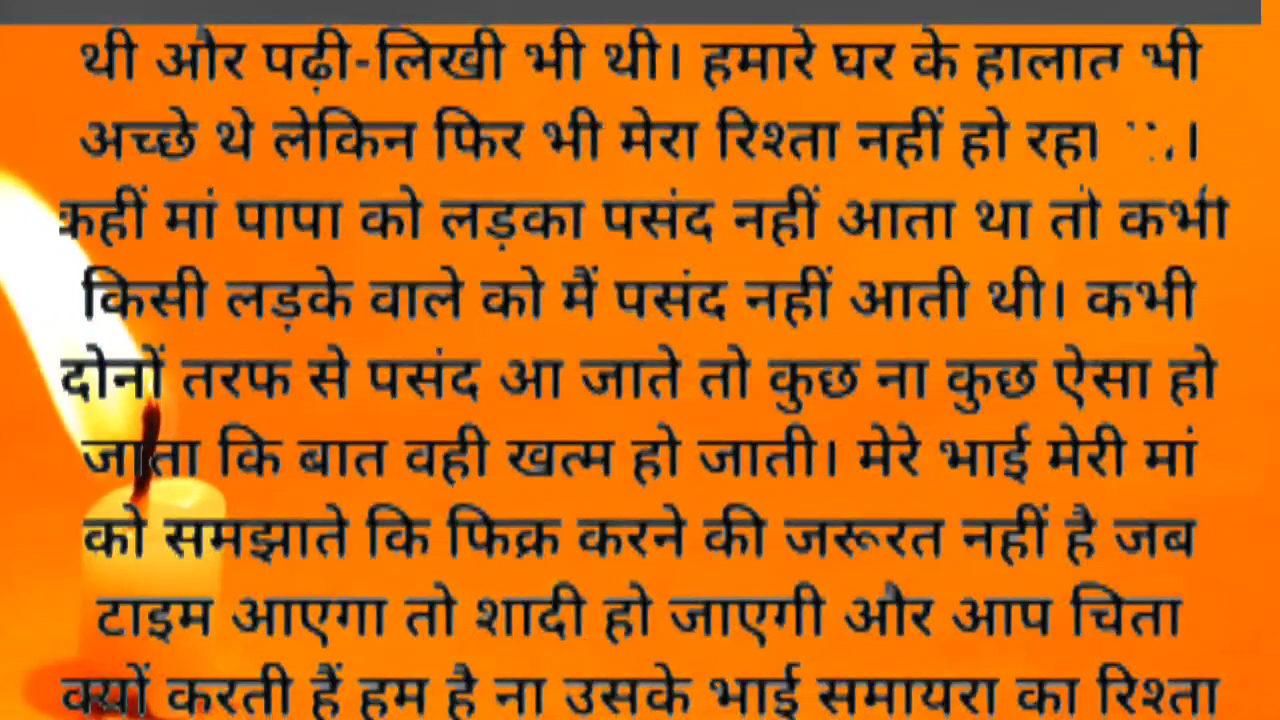 थी और पढ़ी-लिखी भी थी। हमारे घर के हालात भी
अच्छे थे लेकिन फिर भी मेरा रिश्ता नहीं हो रहा ।
कहीं मां पापा को लड़का पसंद नहीं आता था तो कभी
किसी लड़के वाले को मैं पसंद नहीं आती थी। कभी
दोनों तरफ से पसंद आ जाते तो कुछ ना कुछ ऐसा हो
जाता कि बात वही खत्म हो जाती। मेरे भाई मेरी मां
को समझाते कि फिक्र करने की जरूरत नहीं है जब
टाइम आएगा तो शादी हो जाएगी और आप चिता
क्यों करती हैं हम है ना उसके भाई समायरा का रिश्ता